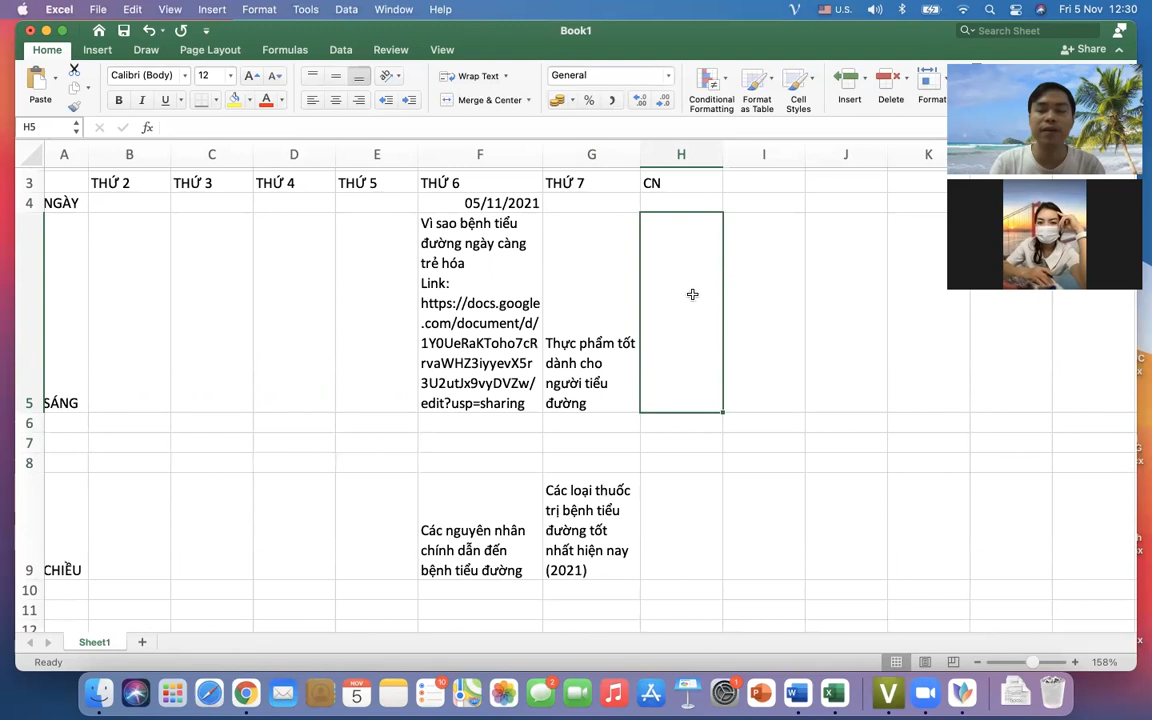 Excel File Edit View Insert Format Tools Data Window Help
U.S.
Fri 5 Nov 12:30
Book1
Search Sheet
Home Insert Draw Page Layout Formulas Data Review View
Share
Paste
Calibri (Body) 12
B I U
Wrap Text
Merge & Center
General
Conditional Formatting
Format as Table
Cell Styles
Insert
Delete
Format
H5
fx
A B C D E F G H I J K
3 THỨ 2 THỨ 3 THỨ 4 THỨ 5 THỨ 6 THỨ 7 CN
4 NGÀY 05/11/2021
Vì sao bệnh tiểu
đường ngày càng
trẻ hóa
Link:
https://docs.google
.com/document/d/
1Y0UeRaKToho7cR
rvaWHZ3iyyevX5r
3U2utJx9vyDVZw/
edit?usp=sharing
Thực phẩm tốt
dành cho
người tiểu
đường
5 SÁNG
6
7
8
Các nguyên nhân
chính dẫn đến
bệnh tiểu đường
Các loại thuốc
trị bệnh tiểu
đường tốt
nhất hiện nay
(2021)
9 CHIỀU
10
11
12
Sheet1
Ready
158%
NOV
5
10
2
1